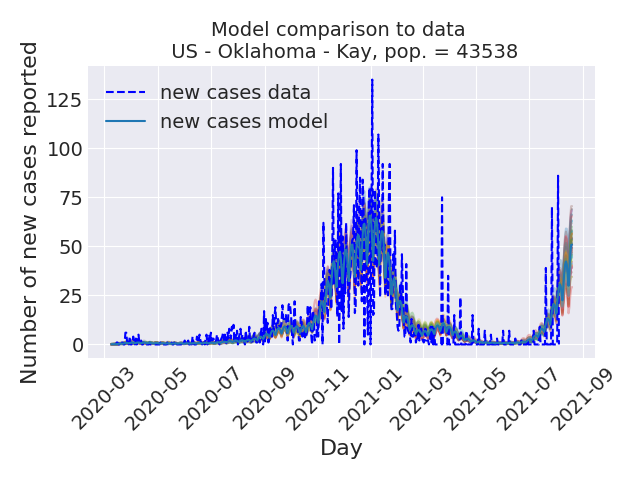 Model comparison to data
US - Oklahoma - Kay, pop. = 43538
new cases data
new cases model
Number of new cases reported
125
100
75
50
25
0
2020-03
2020-05
2020-07
2020-09
2020-11
2021-01
2021-03
2021-05
2021-07
2021-09
Day